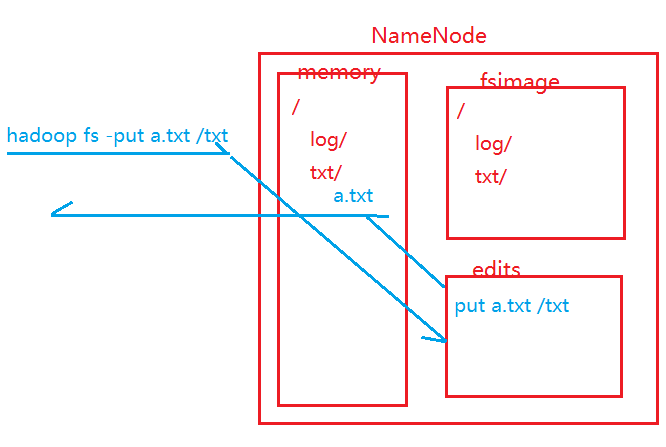 NameNode
hadoop fs -put a.txt /txt
memory
/
log/
txt/
a.txt
fsimage
/
log/
txt/
edits
put a.txt /txt